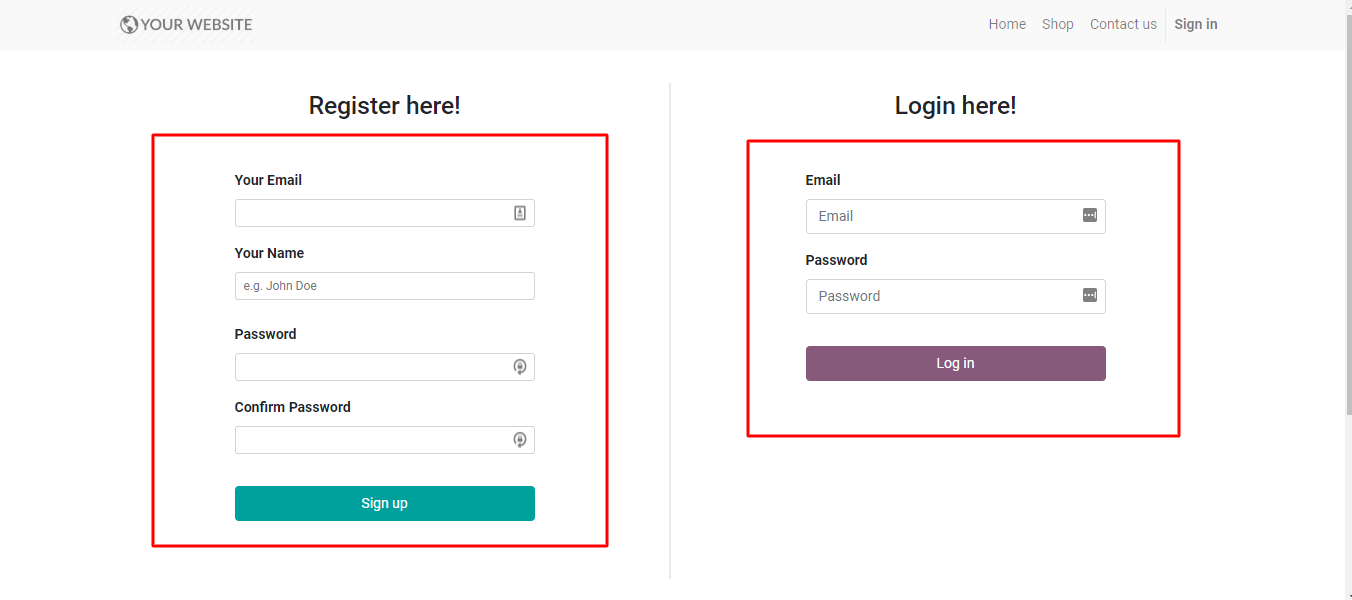 YOUR WEBSITE
Home Shop Contact us Sign in
Register here!
Your Email
Your Name
e.g. John Doe
Password
Confirm Password
Sign up
Login here!
Email
Email
Password
Password
Log in